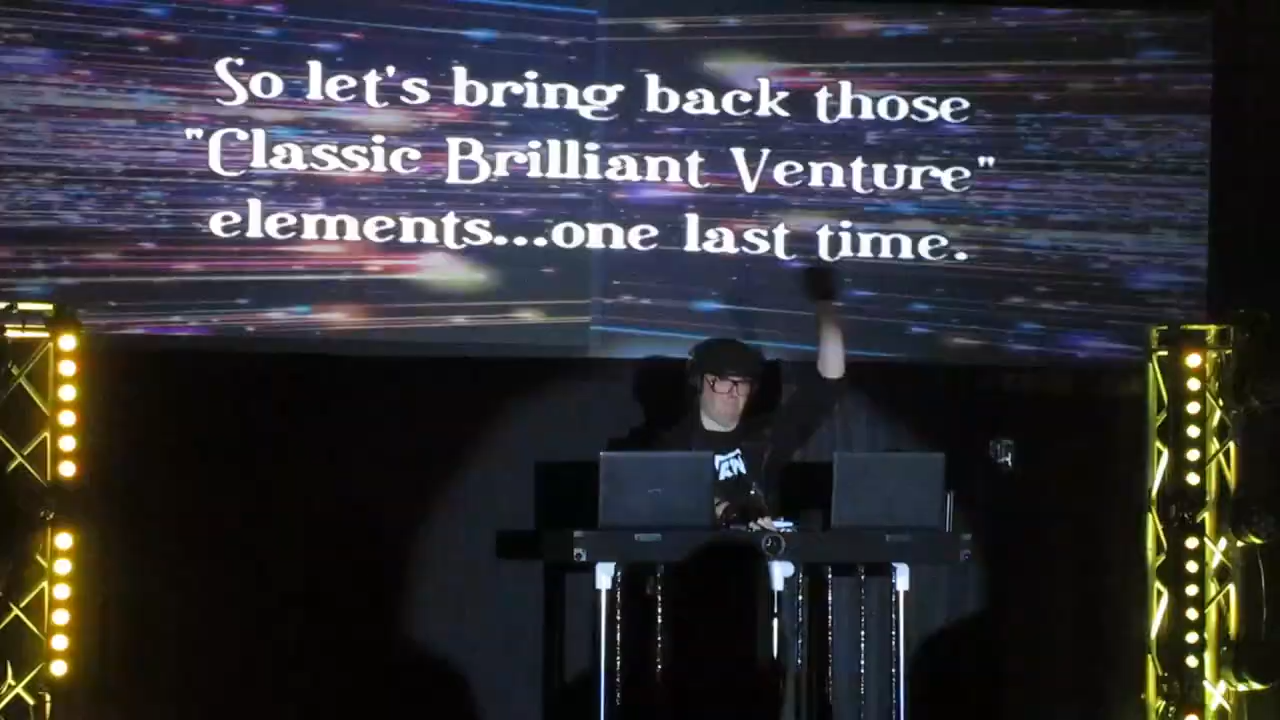 So let's bring back those
"Classic Brilliant Venture"
elements...one last time.